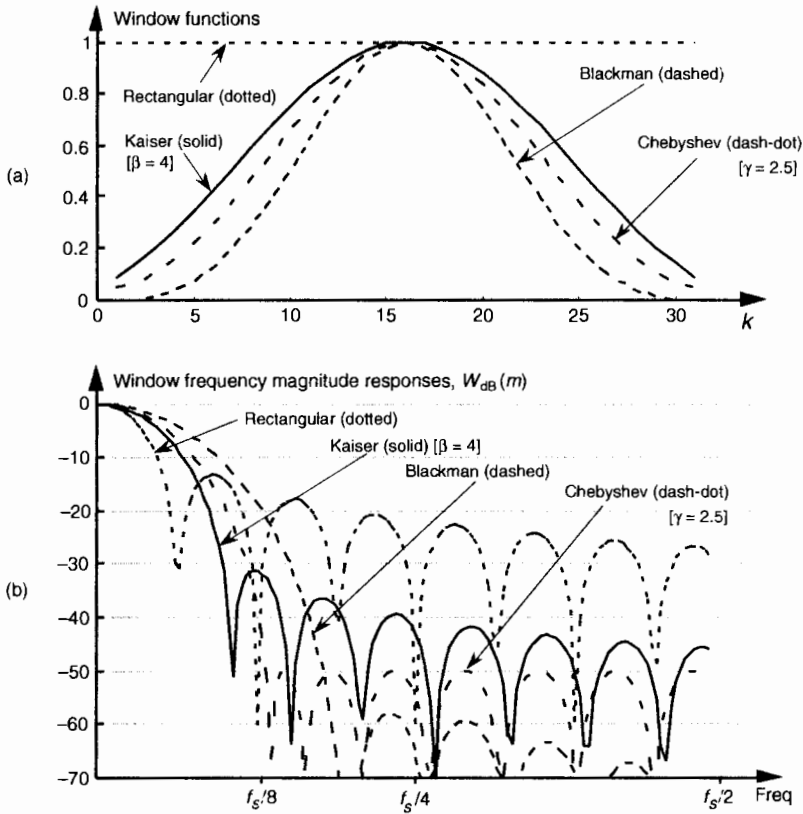 Window functions
1
Rectangular (dotted)
Blackman (dashed)
0.8
Kaiser (solid)
[β = 4]
Chebyshev (dash-dot)
[γ = 2.5]
0.6
(a)
0.4
0.2
0
0 5 10 15 20 25 30
k
Window frequency magnitude responses, W_dB(m)
0
Rectangular (dotted)
Kaiser (solid) [β = 4]
−10
Blackman (dashed)
Chebyshev (dash-dot)
[γ = 2.5]
−20
−30
(b)
−40
−50
−60
−70
f_s/8 f_s/4 f_s/2 Freq